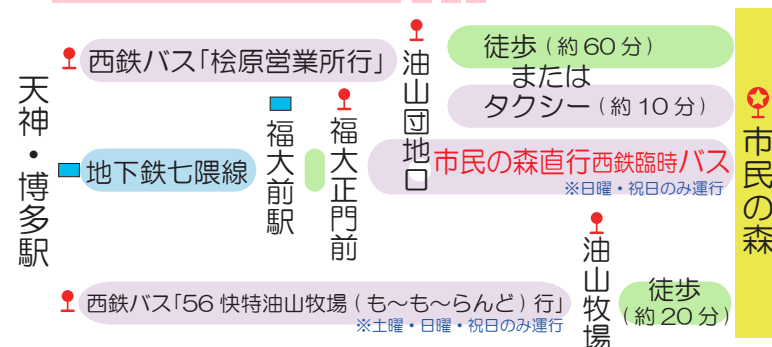 天神・博多駅
西鉄バス「桧原営業所行」
油山団地口
徒歩(約60分)
または
タクシー(約10分)
地下鉄七隈線
福大前駅
福大正門前
市民の森直行西鉄臨時バス
※日曜・祝日のみ運行
西鉄バス「56快特油山牧場(も〜も〜らんど)行」
※土曜・日曜・祝日のみ運行
油山牧場
徒歩
(約20分)
市民の森